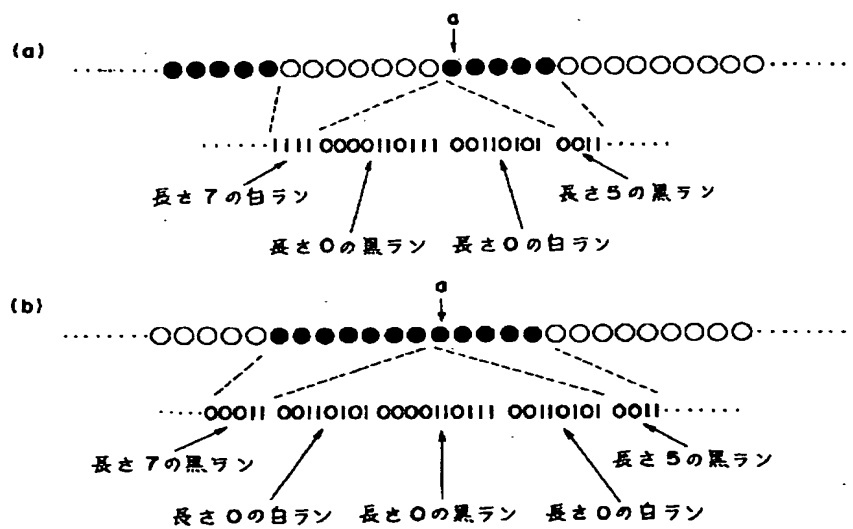 a
(a)
1111 0000110111 00110101 0011
長さ7の白ラン 長さ5の黒ラン
長さ0の黒ラン 長さ0の白ラン
a
(b)
00011 00110101 0000110111 00110101 0011
長さ7の黒ラン 長さ5の黒ラン
長さ0の白ラン 長さ0の黒ラン 長さ0の白ラン